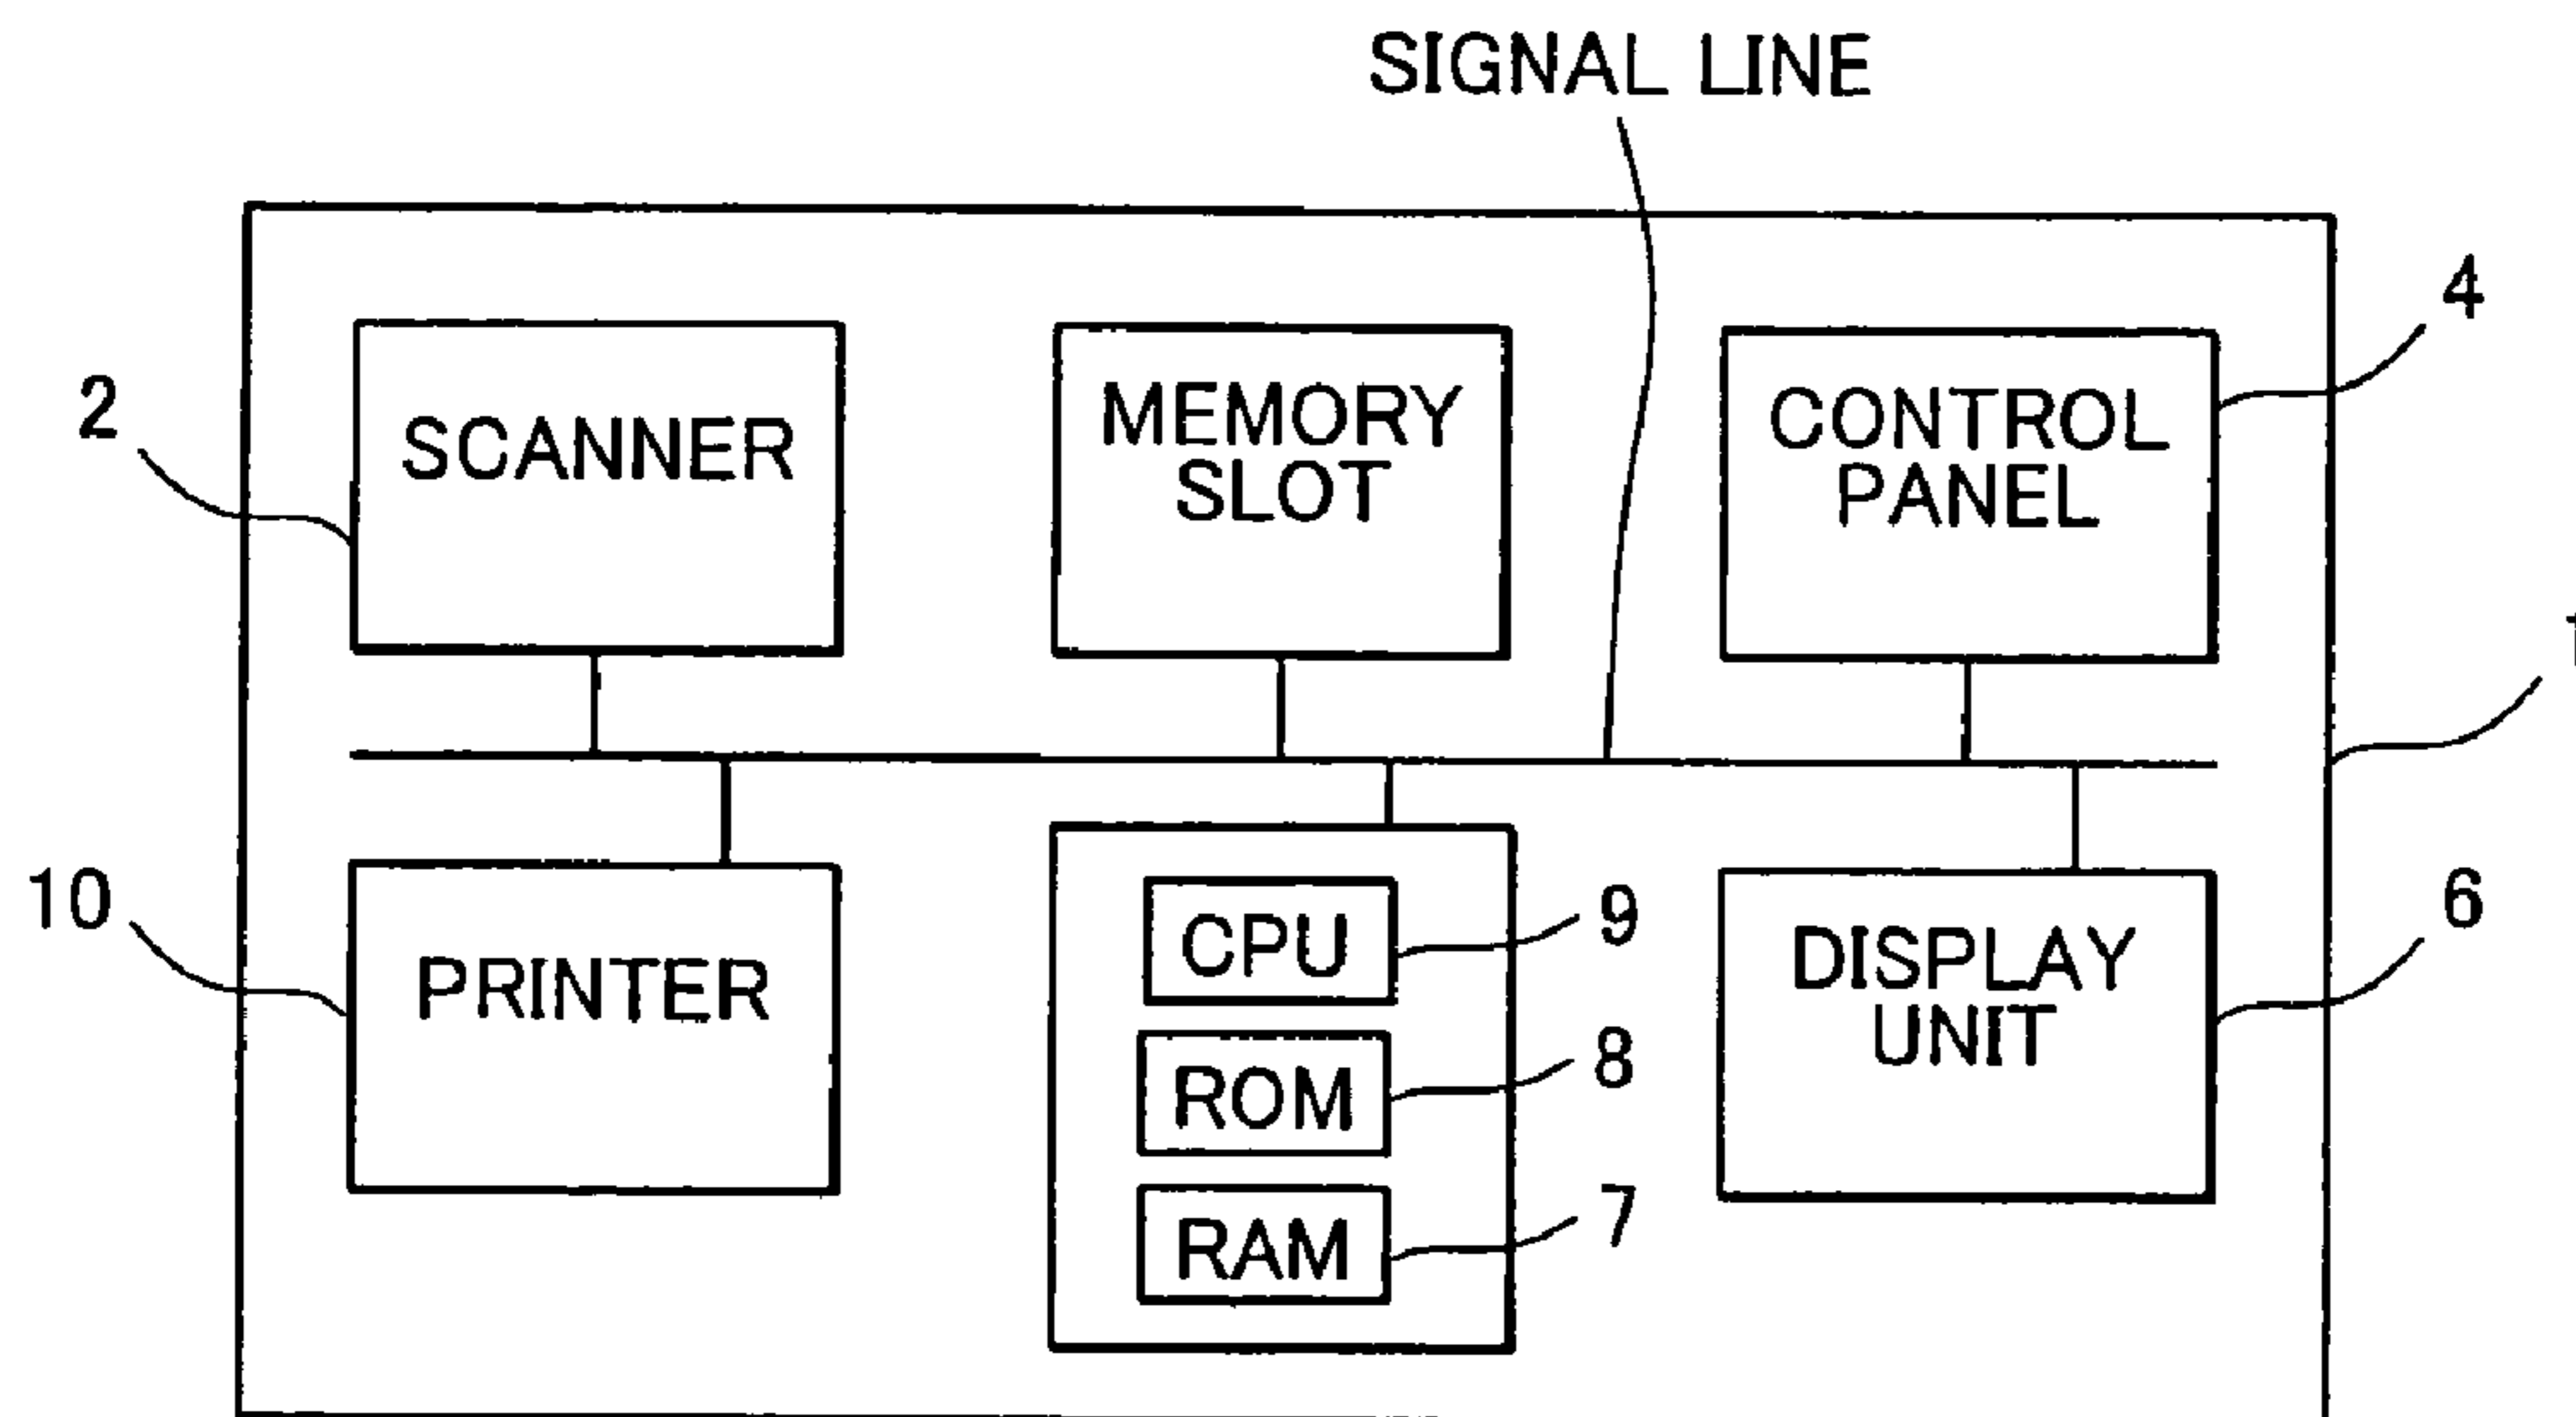 SIGNAL LINE
4
2
SCANNER
MEMORY
SLOT
CONTROL
PANEL
10
PRINTER
CPU
9
ROM
8
RAM
7
DISPLAY
UNIT
6